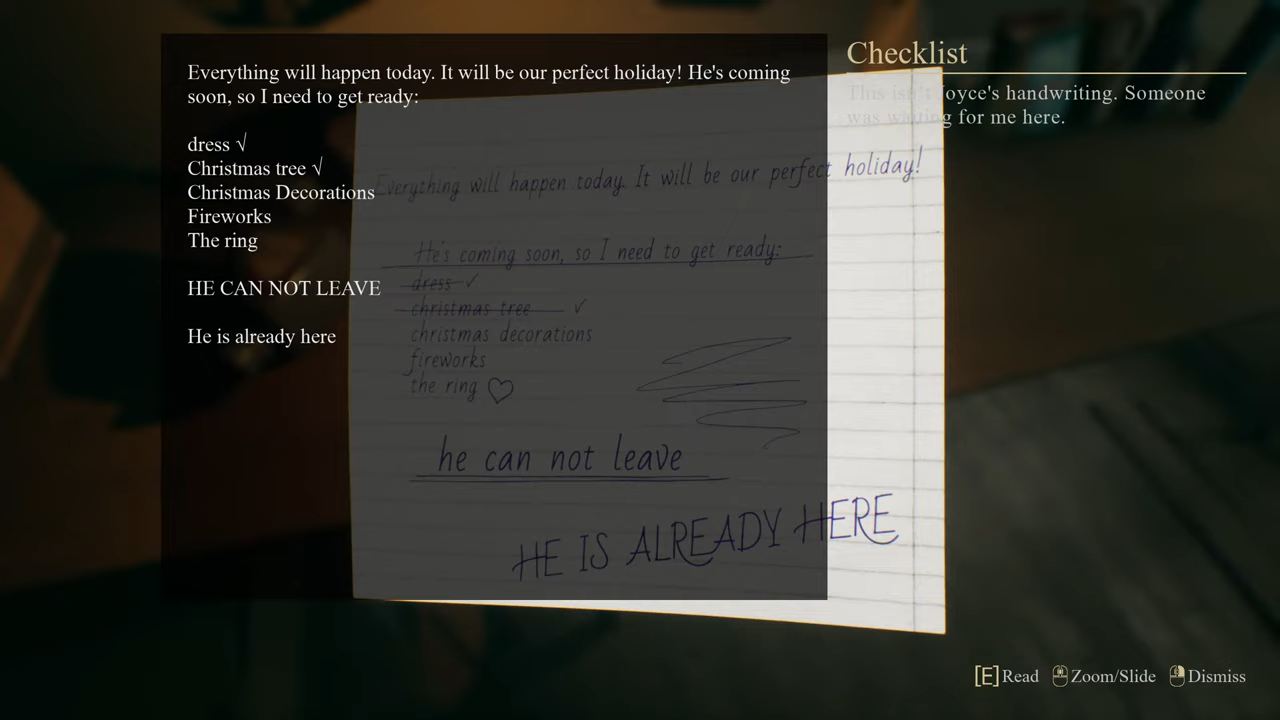 Everything will happen today. It will be our perfect holiday! He's coming
soon, so I need to get ready:
dress √
Christmas tree √
Christmas Decorations
Fireworks
The ring
HE CAN NOT LEAVE
He is already here
Everything will happen today. It will be our perfect holiday!
He's coming soon, so I need to get ready:
dress ✓
christmas tree ✓
christmas decorations
fireworks
the ring ♡
he can not leave
HE IS ALREADY HERE
Checklist
This isn't Joyce's handwriting. Someone
was waiting for me here.
[E]Read Zoom/Slide Dismiss